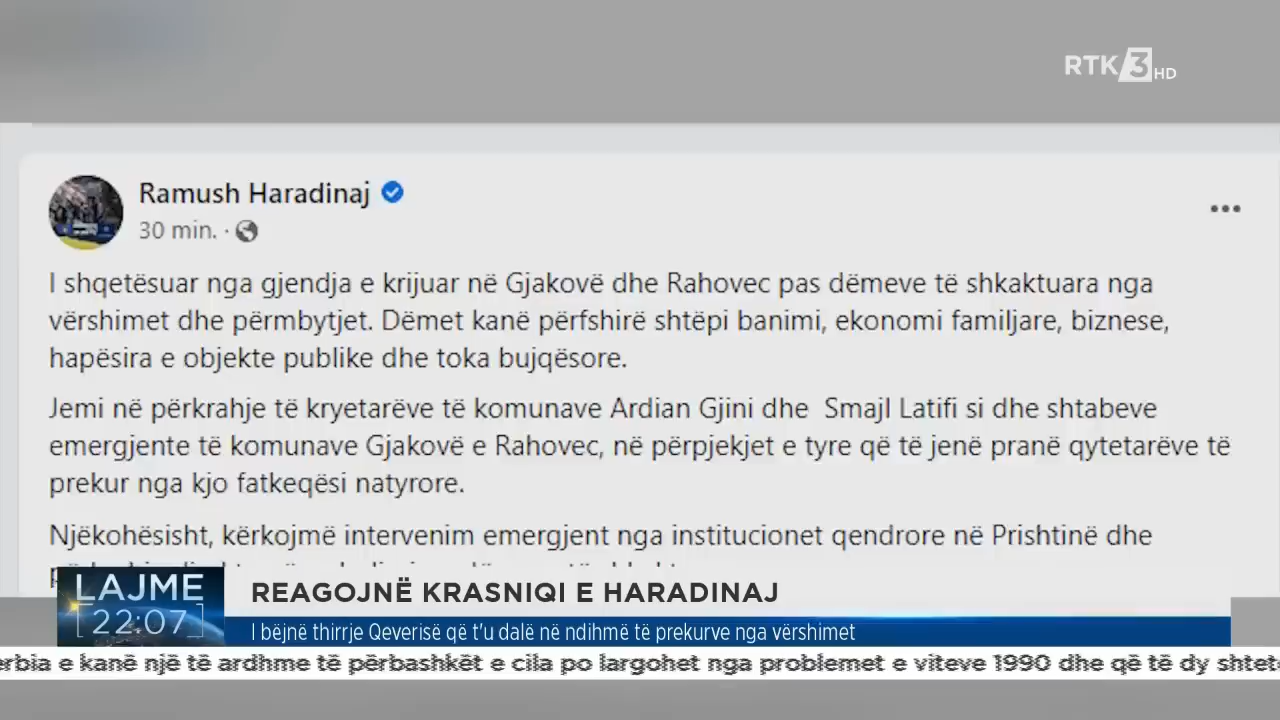 RTK 3 HD
Ramush Haradinaj
30 min. ·
I shqetësuar nga gjendja e krijuar në Gjakovë dhe Rahovec pas dëmeve të shkaktuara nga
vërshimet dhe përmbytjet. Dëmet kanë përfshirë shtëpi banimi, ekonomi familjare, biznese,
hapësira e objekte publike dhe toka bujqësore.
Jemi në përkrahje të kryetarëve të komunave Ardian Gjini dhe Smajl Latifi si dhe shtabeve
emergjente të komunave Gjakovë e Rahovec, në përpjekjet e tyre që të jenë pranë qytetarëve të
prekur nga kjo fatkeqësi natyrore.
Njëkohësisht, kërkojmë intervenim emergjent nga institucionet qendrore në Prishtinë dhe
LAJME
[22:07]
REAGOJNË KRASNIQI E HARADINAJ
I bëjnë thirrje Qeverisë që t'u dalë në ndihmë të prekurve nga vërshimet
erbia e kanë një të ardhme të përbashkët e cila po largohet nga problemet e viteve 1990 dhe që të dy shtet